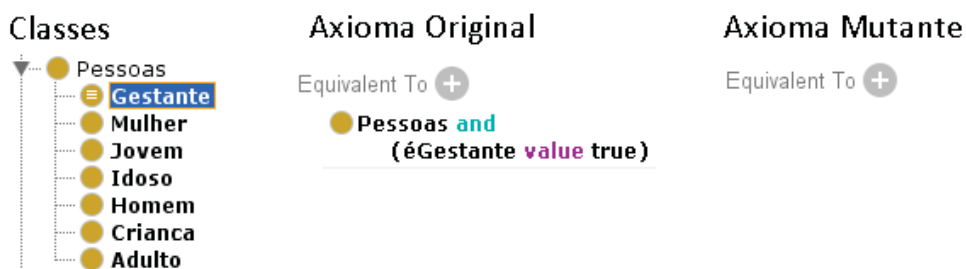 Classes
Pessoas
Gestante
Mulher
Jovem
Idoso
Homem
Crianca
Adulto
Axioma Original
Equivalent To
Pessoas and
(éGestante value true)
Axioma Mutante
Equivalent To